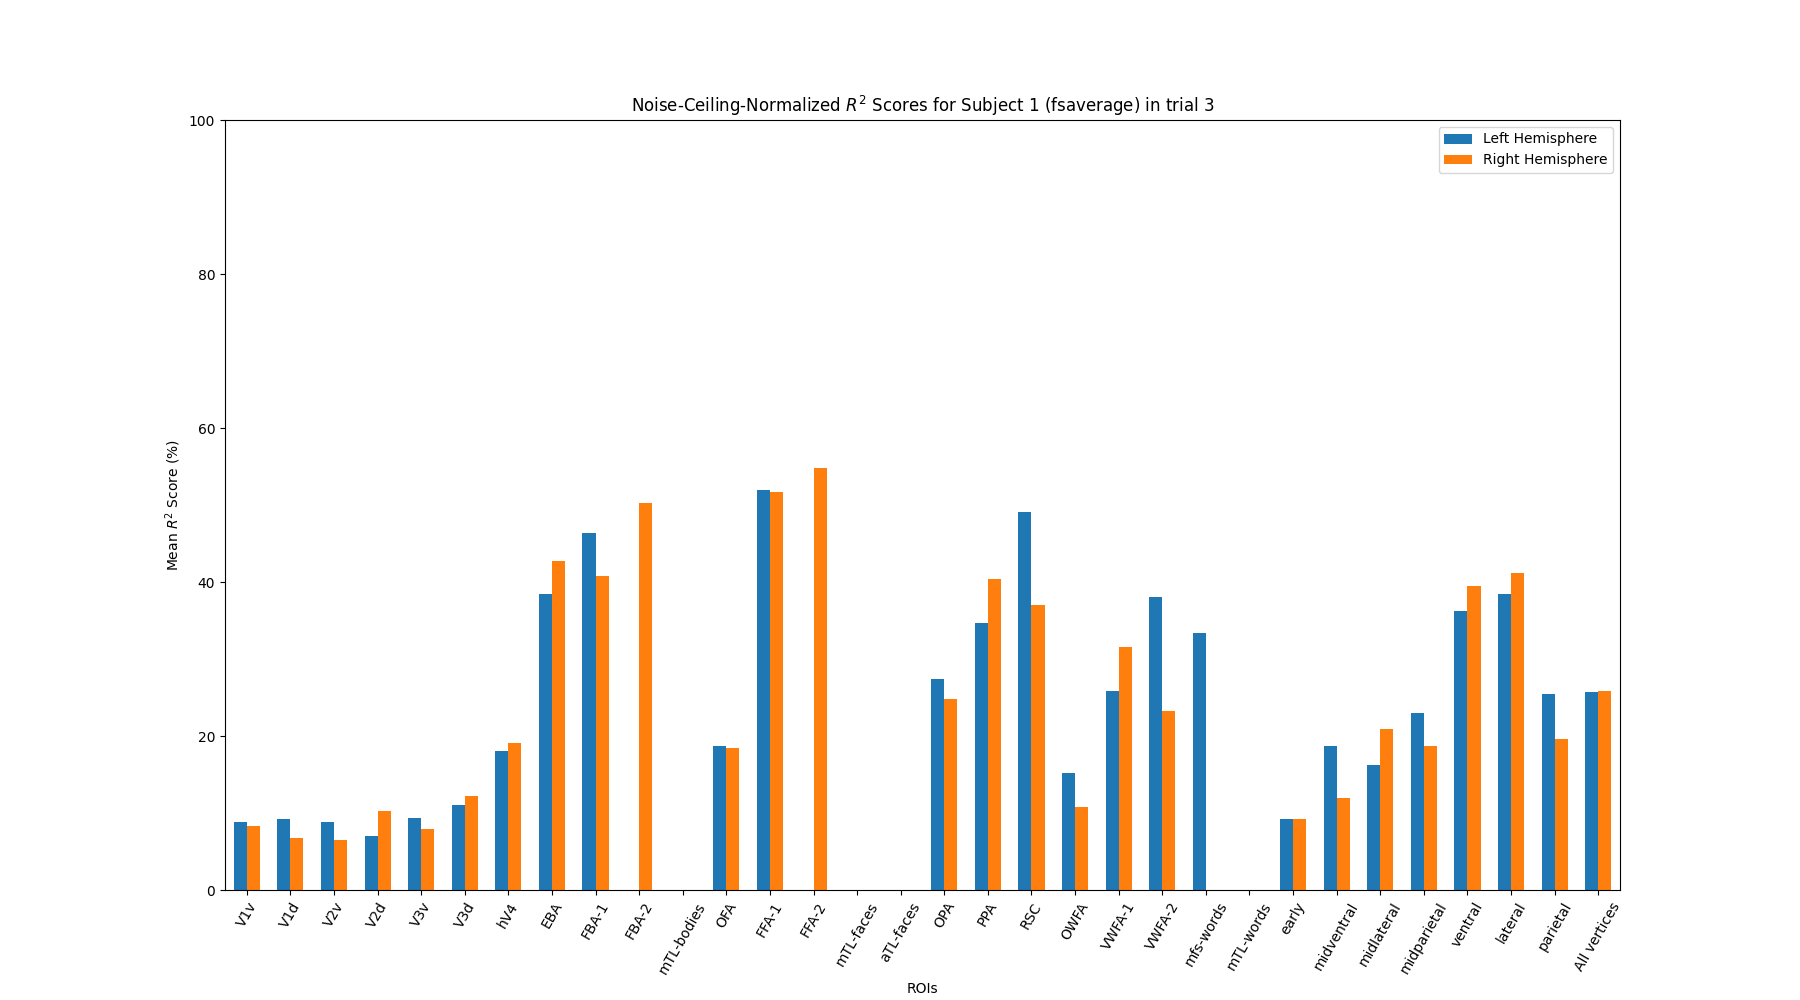 Noise-Ceiling-Normalized R² Scores for Subject 1 (fsaverage) in trial 3
Left Hemisphere
Right Hemisphere
100
80
60
40
20
0
Mean R² Score (%)
V1v
V1d
V2v
V2d
V3v
V3d
hV4
EBA
FBA-1
FBA-2
mTL-bodies
OFA
FFA-1
FFA-2
mTL-faces
aTL-faces
OPA
PPA
RSC
OWFA
VWFA-1
VWFA-2
mfs-words
mTL-words
early
midventral
midlateral
midparietal
ventral
lateral
parietal
All vertices
ROIs